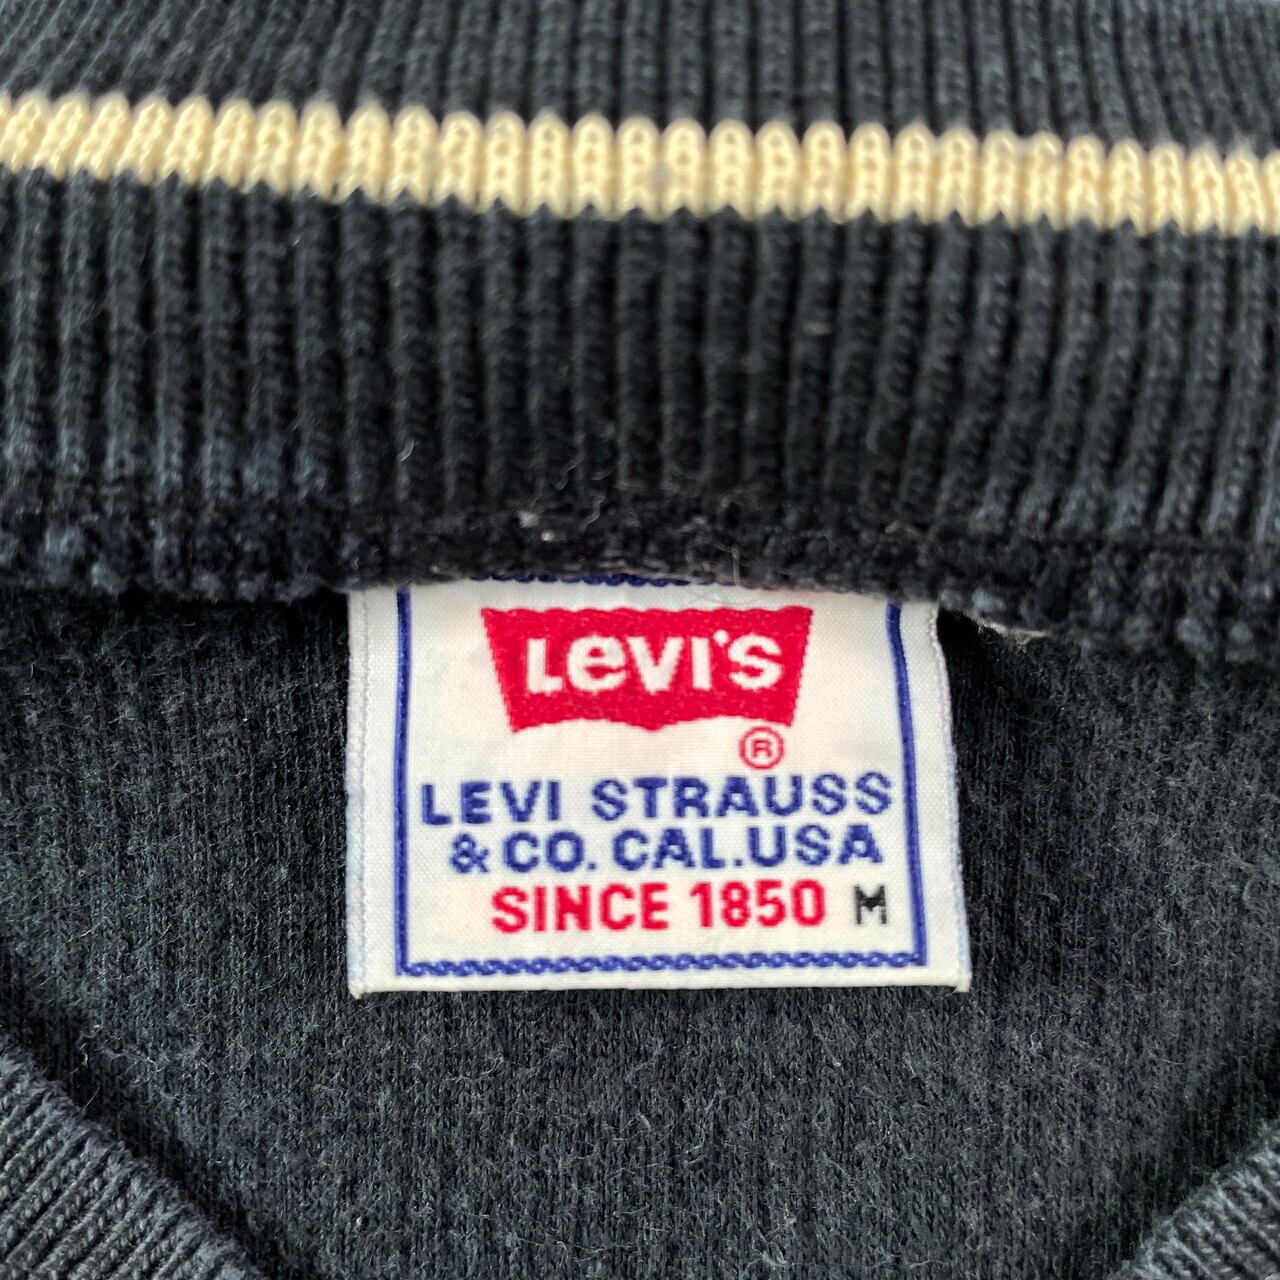 LEVI'S
®
LEVI STRAUSS
& CO. CAL.USA
SINCE 1850 M